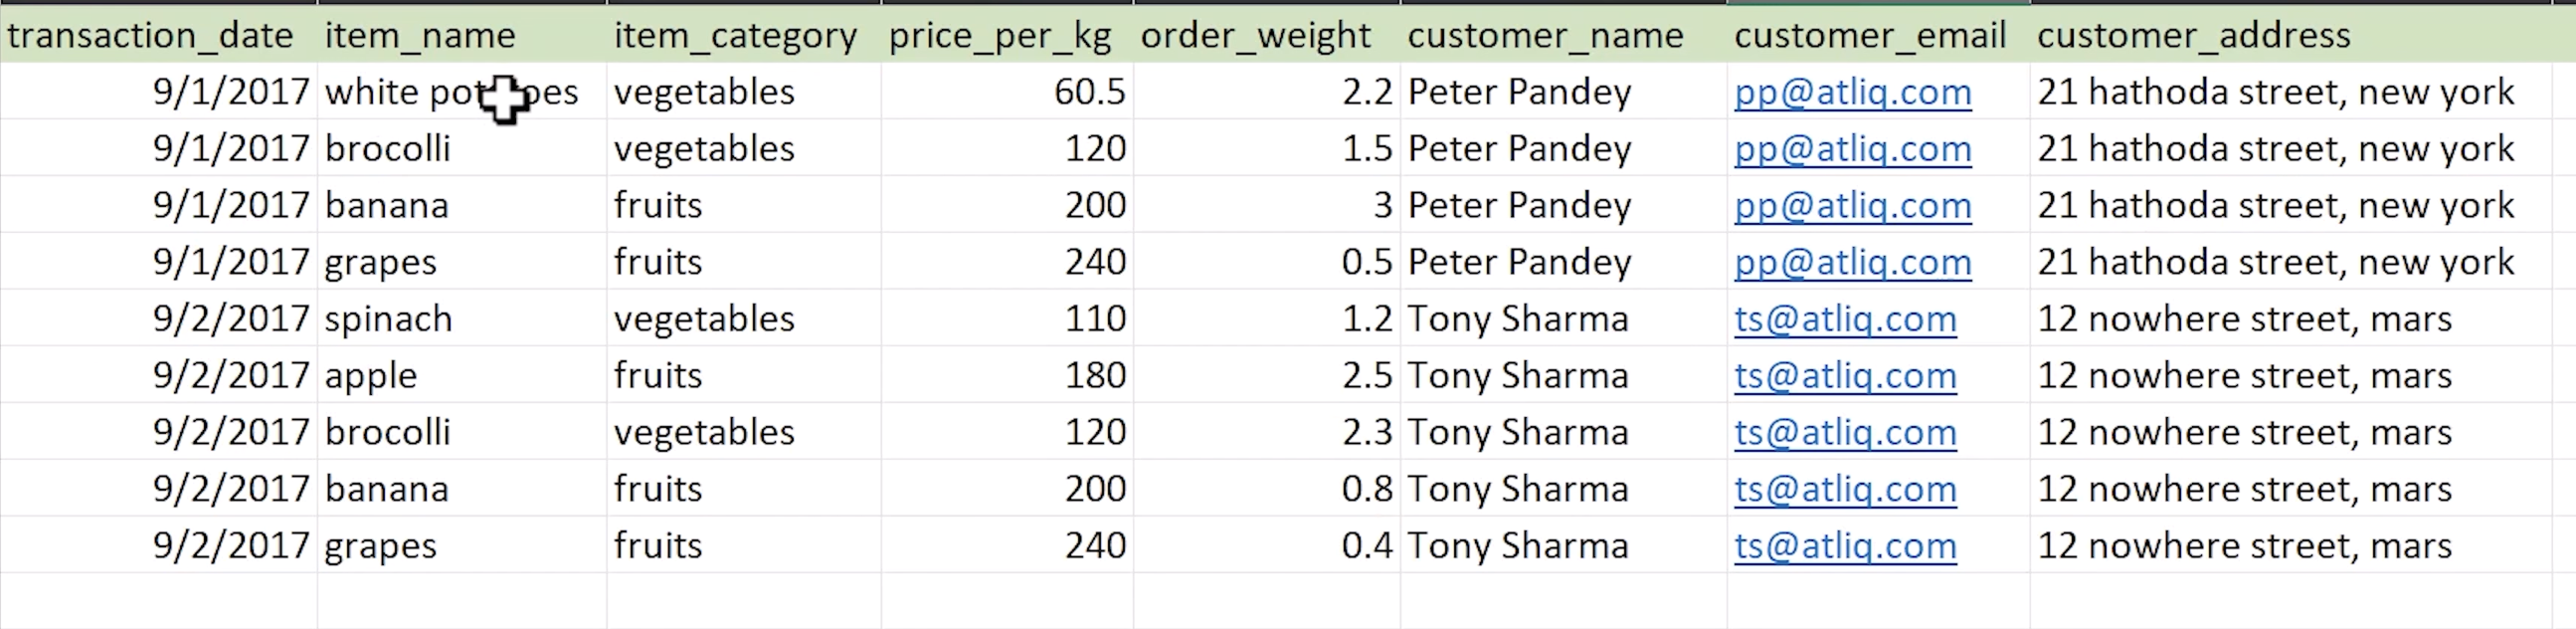 transaction_date item_name item_category price_per_kg order_weight customer_name customer_email customer_address
9/1/2017 white vegetables 60.5 2.2 Peter Pandey pp@atliq.com 21 hathoda street, new york
9/1/2017 brocolli vegetables 120 1.5 Peter Pandey pp@atliq.com 21 hathoda street, new york
9/1/2017 banana fruits 200 3 Peter Pandey pp@atliq.com 21 hathoda street, new york
9/1/2017 grapes fruits 240 0.5 Peter Pandey pp@atliq.com 21 hathoda street, new york
9/2/2017 spinach vegetables 110 1.2 Tony Sharma ts@atliq.com 12 nowhere street, mars
9/2/2017 apple fruits 180 2.5 Tony Sharma ts@atliq.com 12 nowhere street, mars
9/2/2017 brocolli vegetables 120 2.3 Tony Sharma ts@atliq.com 12 nowhere street, mars
9/2/2017 banana fruits 200 0.8 Tony Sharma ts@atliq.com 12 nowhere street, mars
9/2/2017 grapes fruits 240 0.4 Tony Sharma ts@atliq.com 12 nowhere street, mars